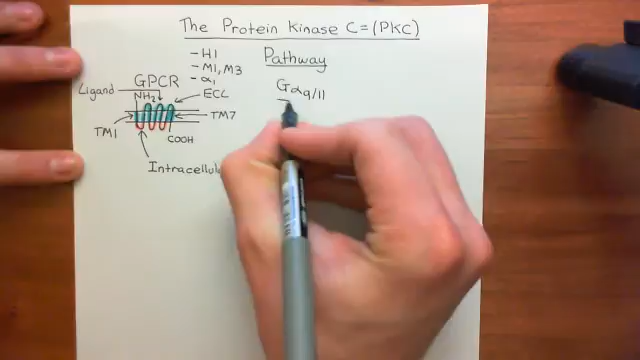 The Protein Kinase C = (PKC)
Pathway
- H1
- M1, M3
- α1
GPCR
Ligand
NH2
ECL
TM1
TM7
COOH
Intracellul
Gαq/11